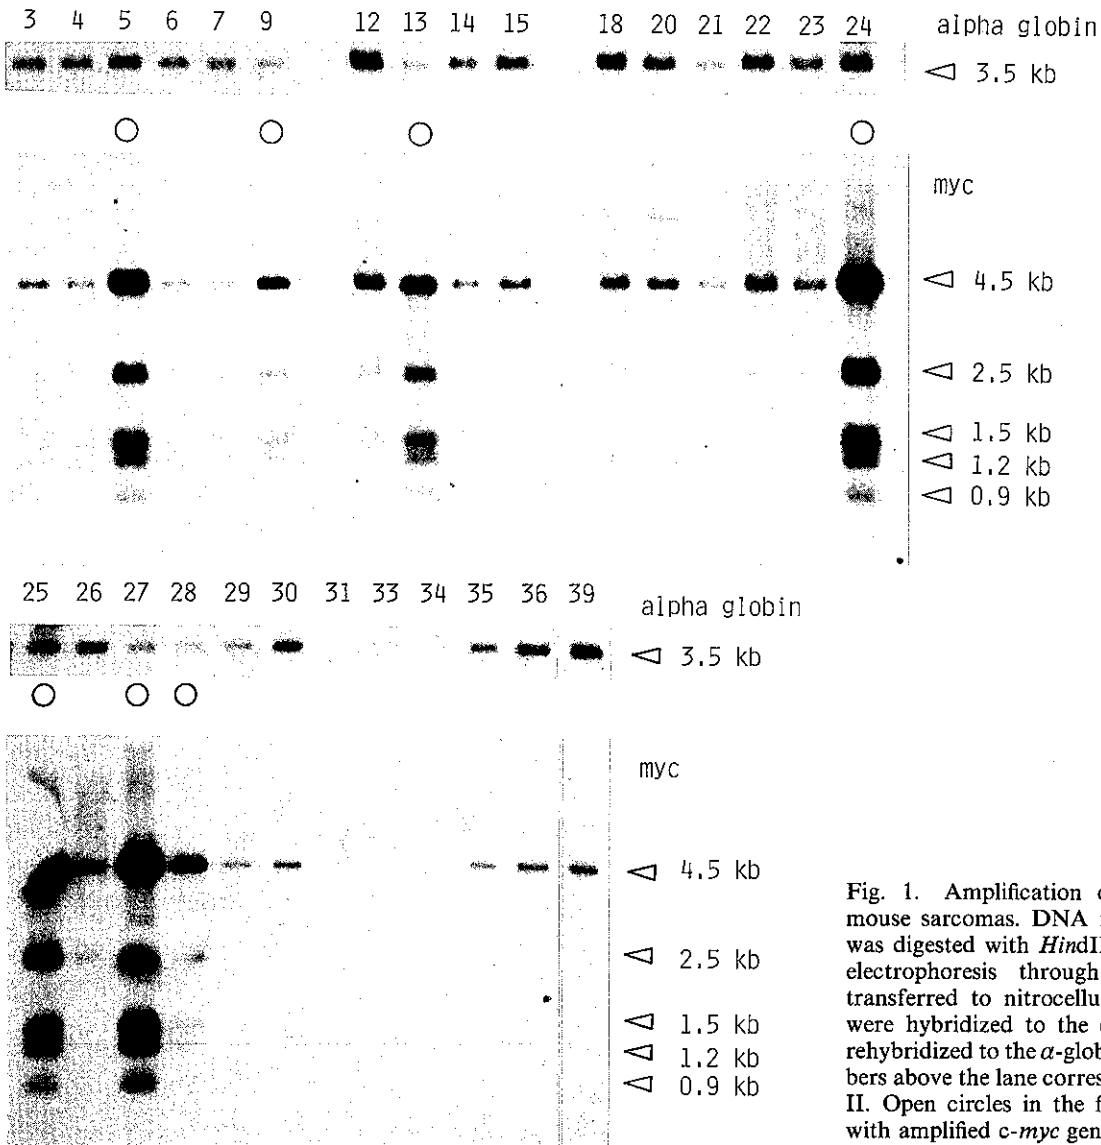 3 4 5 6 7 9 12 13 14 15 18 20 21 22 23 24 alpha globin
3.5 kb
myc
4.5 kb
2.5 kb
1.5 kb
1.2 kb
0.9 kb
25 26 27 28 29 30 31 33 34 35 36 39 alpha globin
3.5 kb
myc
4.5 kb
2.5 kb
1.5 kb
1.2 kb
0.9 kb
Fig. 1. Amplification
mouse sarcomas. DNA
was digested with HindII
electrophoresis through
transferred to nitrocellu
were hybridized to the
rehybridized to the α-glob
bers above the lane corres
II. Open circles in the f
with amplified c-myc gen